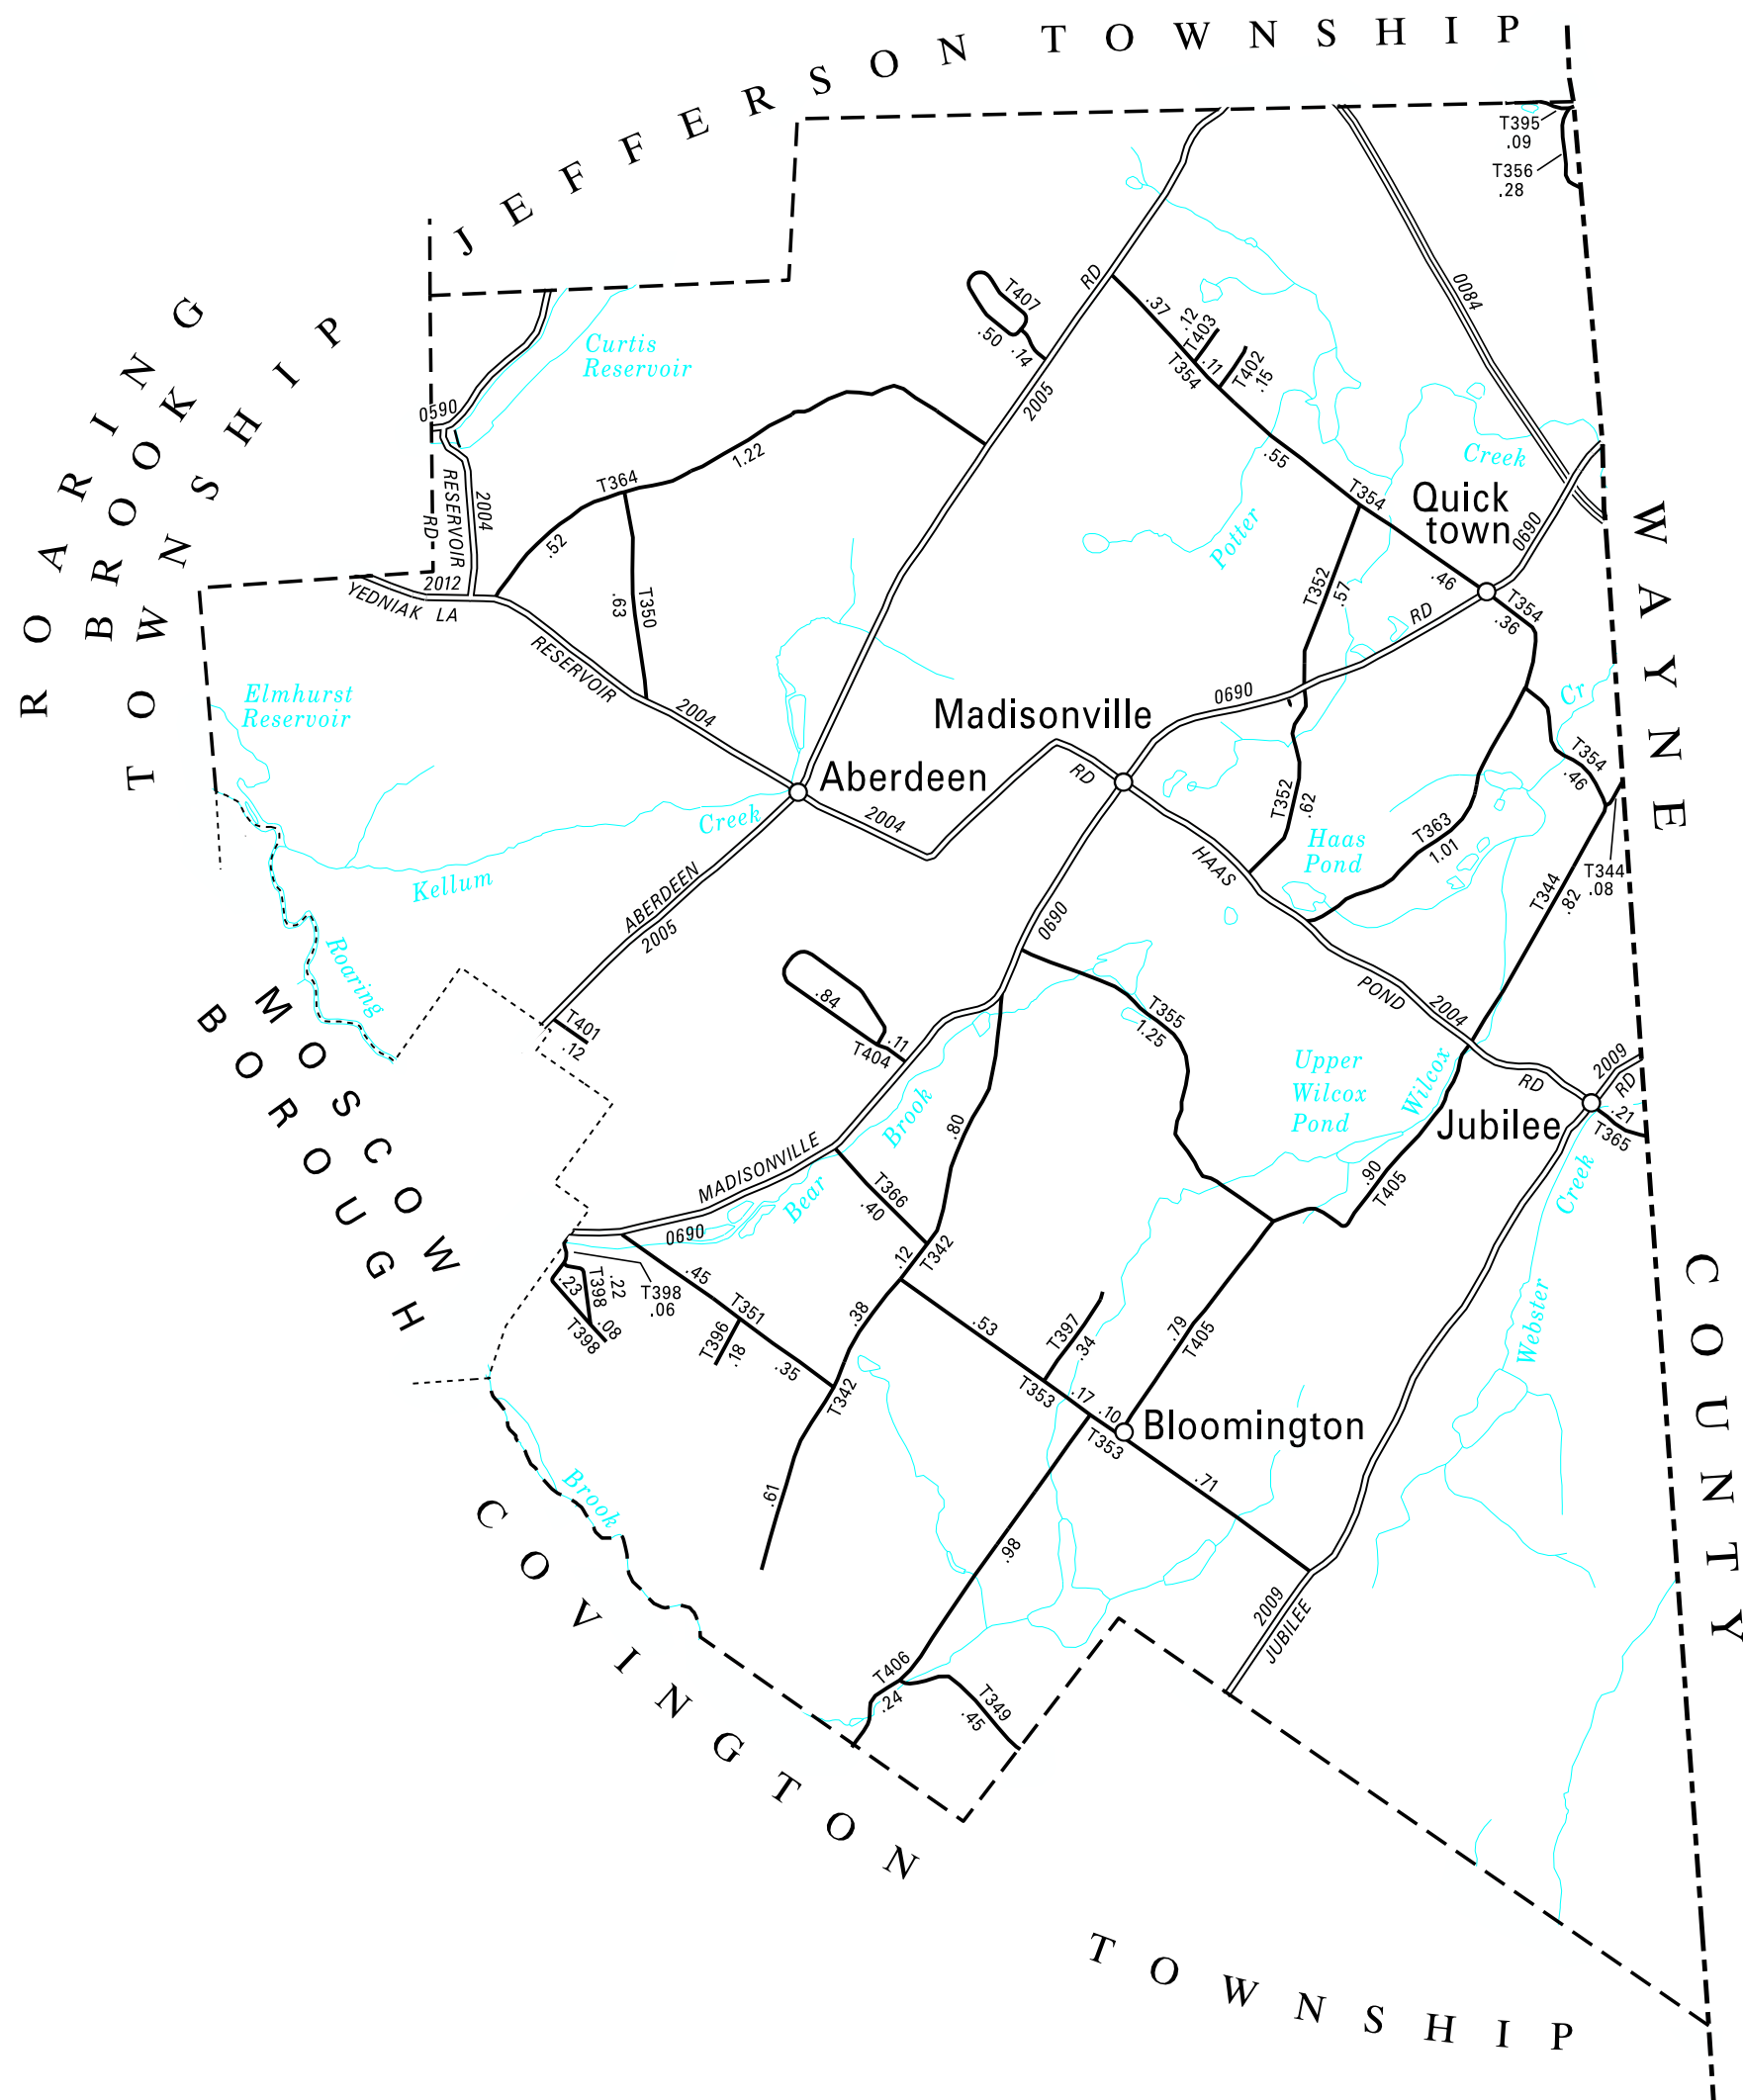 JEFFERSON TOWNSHIP
T395
.09
T356
.28
0084
RD
.37
T407
.50
.14
.12
T403
.11
T354
T402
.15
2005
Curtis
Reservoir
ROARING
BROOK
TOWNSHIP
0590
RESERVOIR
RD
2004
1.22
T364
.52
.55
Creek
T354
Quick
town
0690
Potter
WAYNE
COUNTY
2012
YEDNIAK LA
T350
.63
T352
.57
.46
RD
T354
.36
RESERVOIR
2004
Elmhurst
Reservoir
0690
Cr
Madisonville
RD
T354
.46
Aberdeen
2004
Creek
T352
.62
Haas
Pond
T363
1.01
HAAS
T344
.08
T344
.82
Kellum
ABERDEEN
2005
0690
Roaring
MOSCOW
BOROUGH
.84
.11
T404
T401
.12
T355
1.25
POND
2004
Upper
Wilcox
Pond
Wilcox
RD
2009
RD
Jubilee
.21
T365
Brook
.80
MADISONVILLE
Bear
0690
T366
.40
.90
T405
Creek
.12
T342
.45
T398
.06
.23
T398
.22
.08
T398
T351
T396
.18
.35
.38
T342
.53
T397
.34
.79
T405
Webster
T353
.17
.10
Bloomington
T353
.71
.61
Brook
.98
2009
JUBILEE
T406
.24
T349
.45
COVINGTON
TOWNSHIP